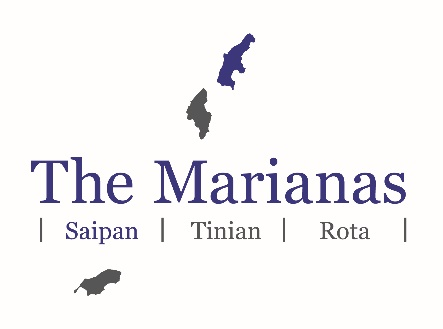 The Marianas
| Saipan | Tinian | Rota |